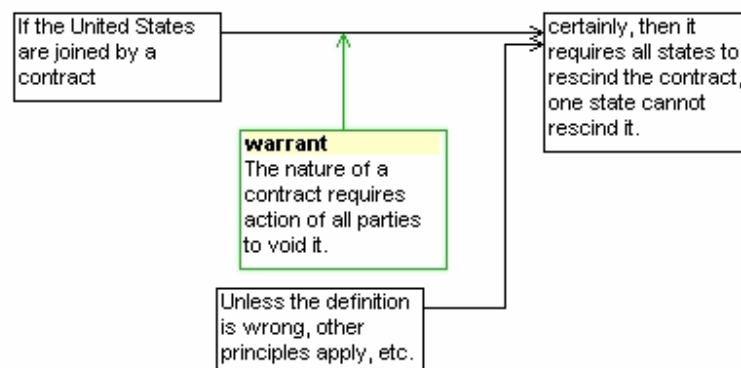 If the United States
are joined by a
contract
certainly, then it
requires all states to
rescind the contract,
one state cannot
rescind it.
warrant
The nature of a
contract requires
action of all parties
to void it.
Unless the definition
is wrong, other
principles apply, etc.